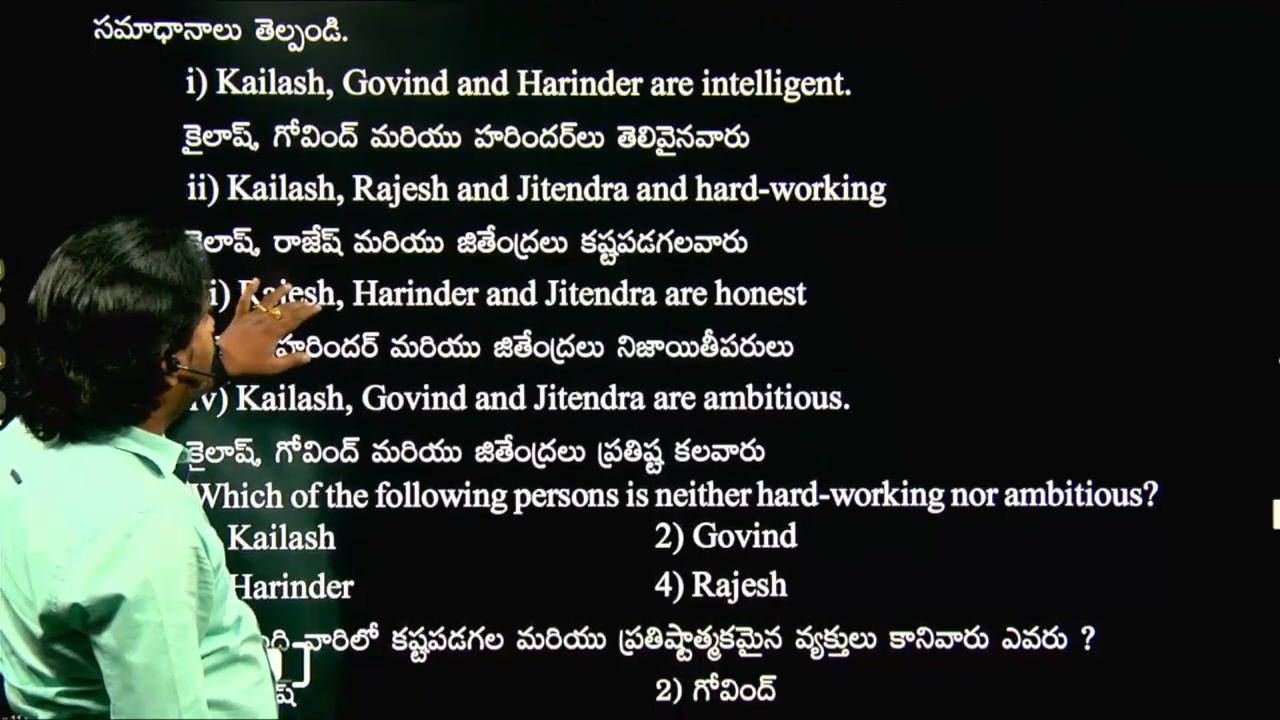 సమాధానాలు తెల్పండి.
i) Kailash, Govind and Harinder are intelligent.
కైలాష్, గోవింద్ మరియు హరిందర్‌లు తెలివైనవారు
ii) Kailash, Rajesh and Jitendra and hard-working
కైలాష్, రాజేష్ మరియు జితేంద్రలు కష్టపడగలవారు
i) Rajesh, Harinder and Jitendra are honest
హరిందర్ మరియు జితేంద్రలు నిజాయితీపరులు
iv) Kailash, Govind and Jitendra are ambitious.
కైలాష్, గోవింద్ మరియు జితేంద్రలు ప్రతిష్ట కలవారు
Which of the following persons is neither hard-working nor ambitious?
Kailash 2) Govind
Harinder 4) Rajesh
వారిలో కష్టపడగల మరియు ప్రతిష్టాత్మకమైన వ్యక్తులు కానివారు ఎవరు ?
2) గోవింద్